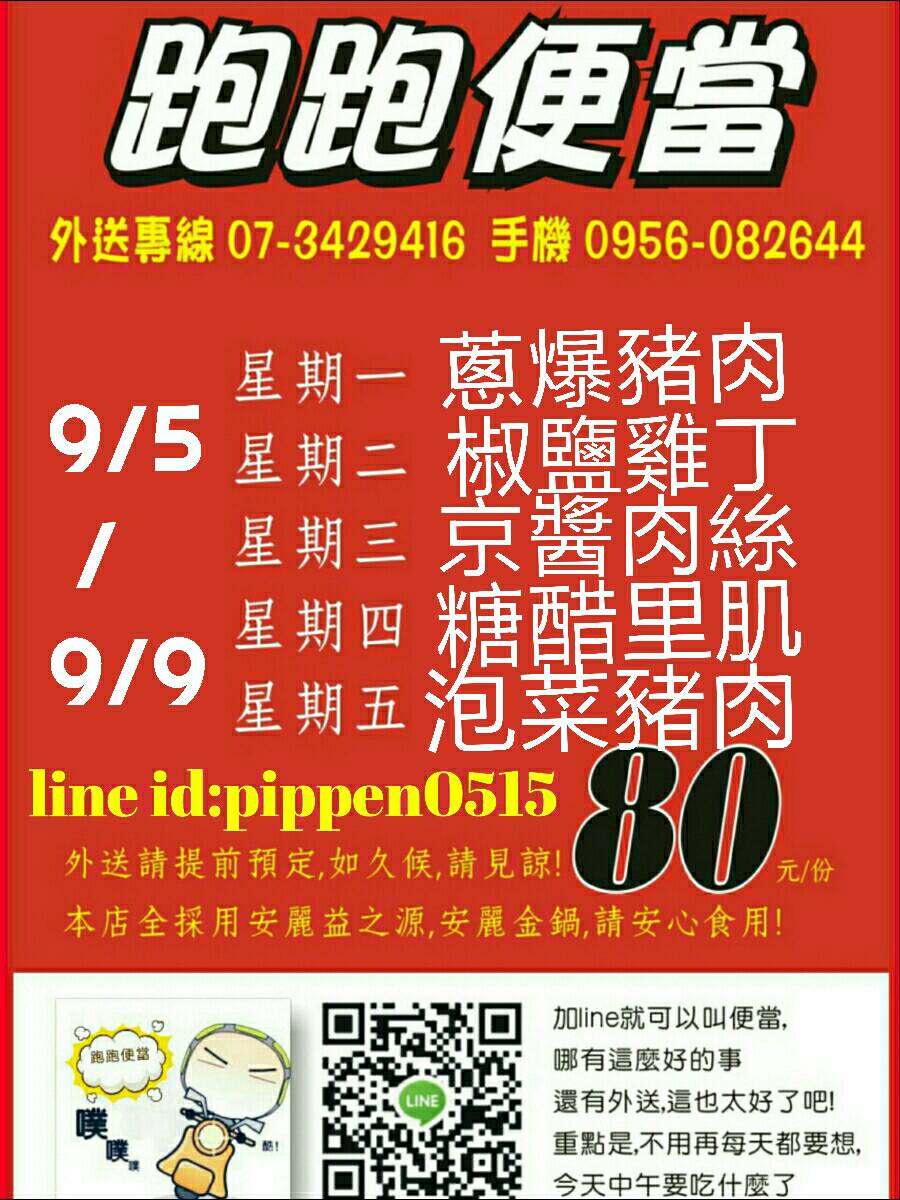 跑跑便當
外送專線 07-3429416 手機 0956-082644
9/5
/
9/9
星期一 蔥爆豬肉
星期二 椒鹽雞丁
星期三 京醬肉絲
星期四 糖醋里肌
星期五 泡菜豬肉
line id:pippen0515
80 元/份
外送請提前預定,如久候,請見諒!
本店全採用安麗益之源,安麗金鍋,請安心食用!
跑跑便當
噗
噗
噗
酷!
LINE
加line就可以叫便當,
哪有這麼好的事
還有外送,這也太好了吧!
重點是,不用再每天都要想,
今天中午要吃什麼了